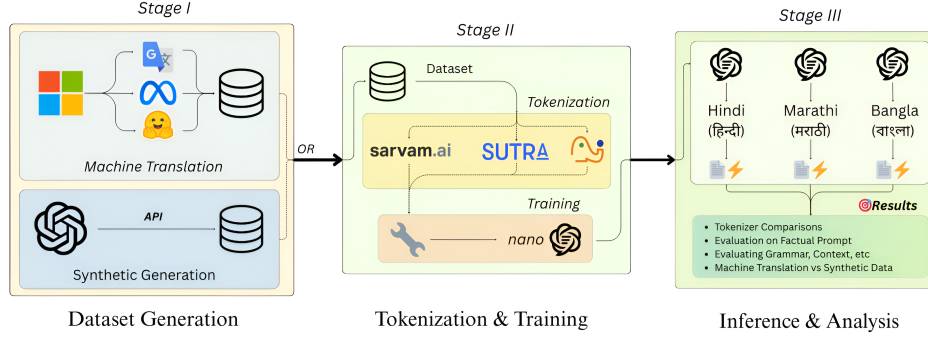 Stage I
Machine Translation
API
Synthetic Generation
Dataset Generation
OR
Stage II
Dataset
Tokenization
sarvam.ai
SUTRA
Training
nano
Tokenization & Training
Stage III
Hindi
(हिन्दी)
Marathi
(मराठी)
Bangla
(বাংলা)
Results
• Tokenizer Comparisons
• Evaluation on Factual Prompt
• Evaluating Grammar, Context, etc
• Machine Translation vs Synthetic Data
Inference & Analysis